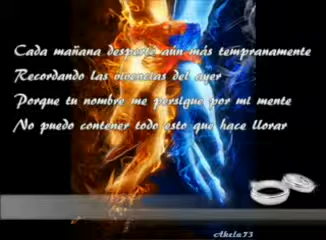 Cada mañana desperté aún más tempranamente
Recordando las vivencias del ayer
Porque tu nombre me persigue por mi mente
No puedo contener todo esto que hace llorar
Akela73